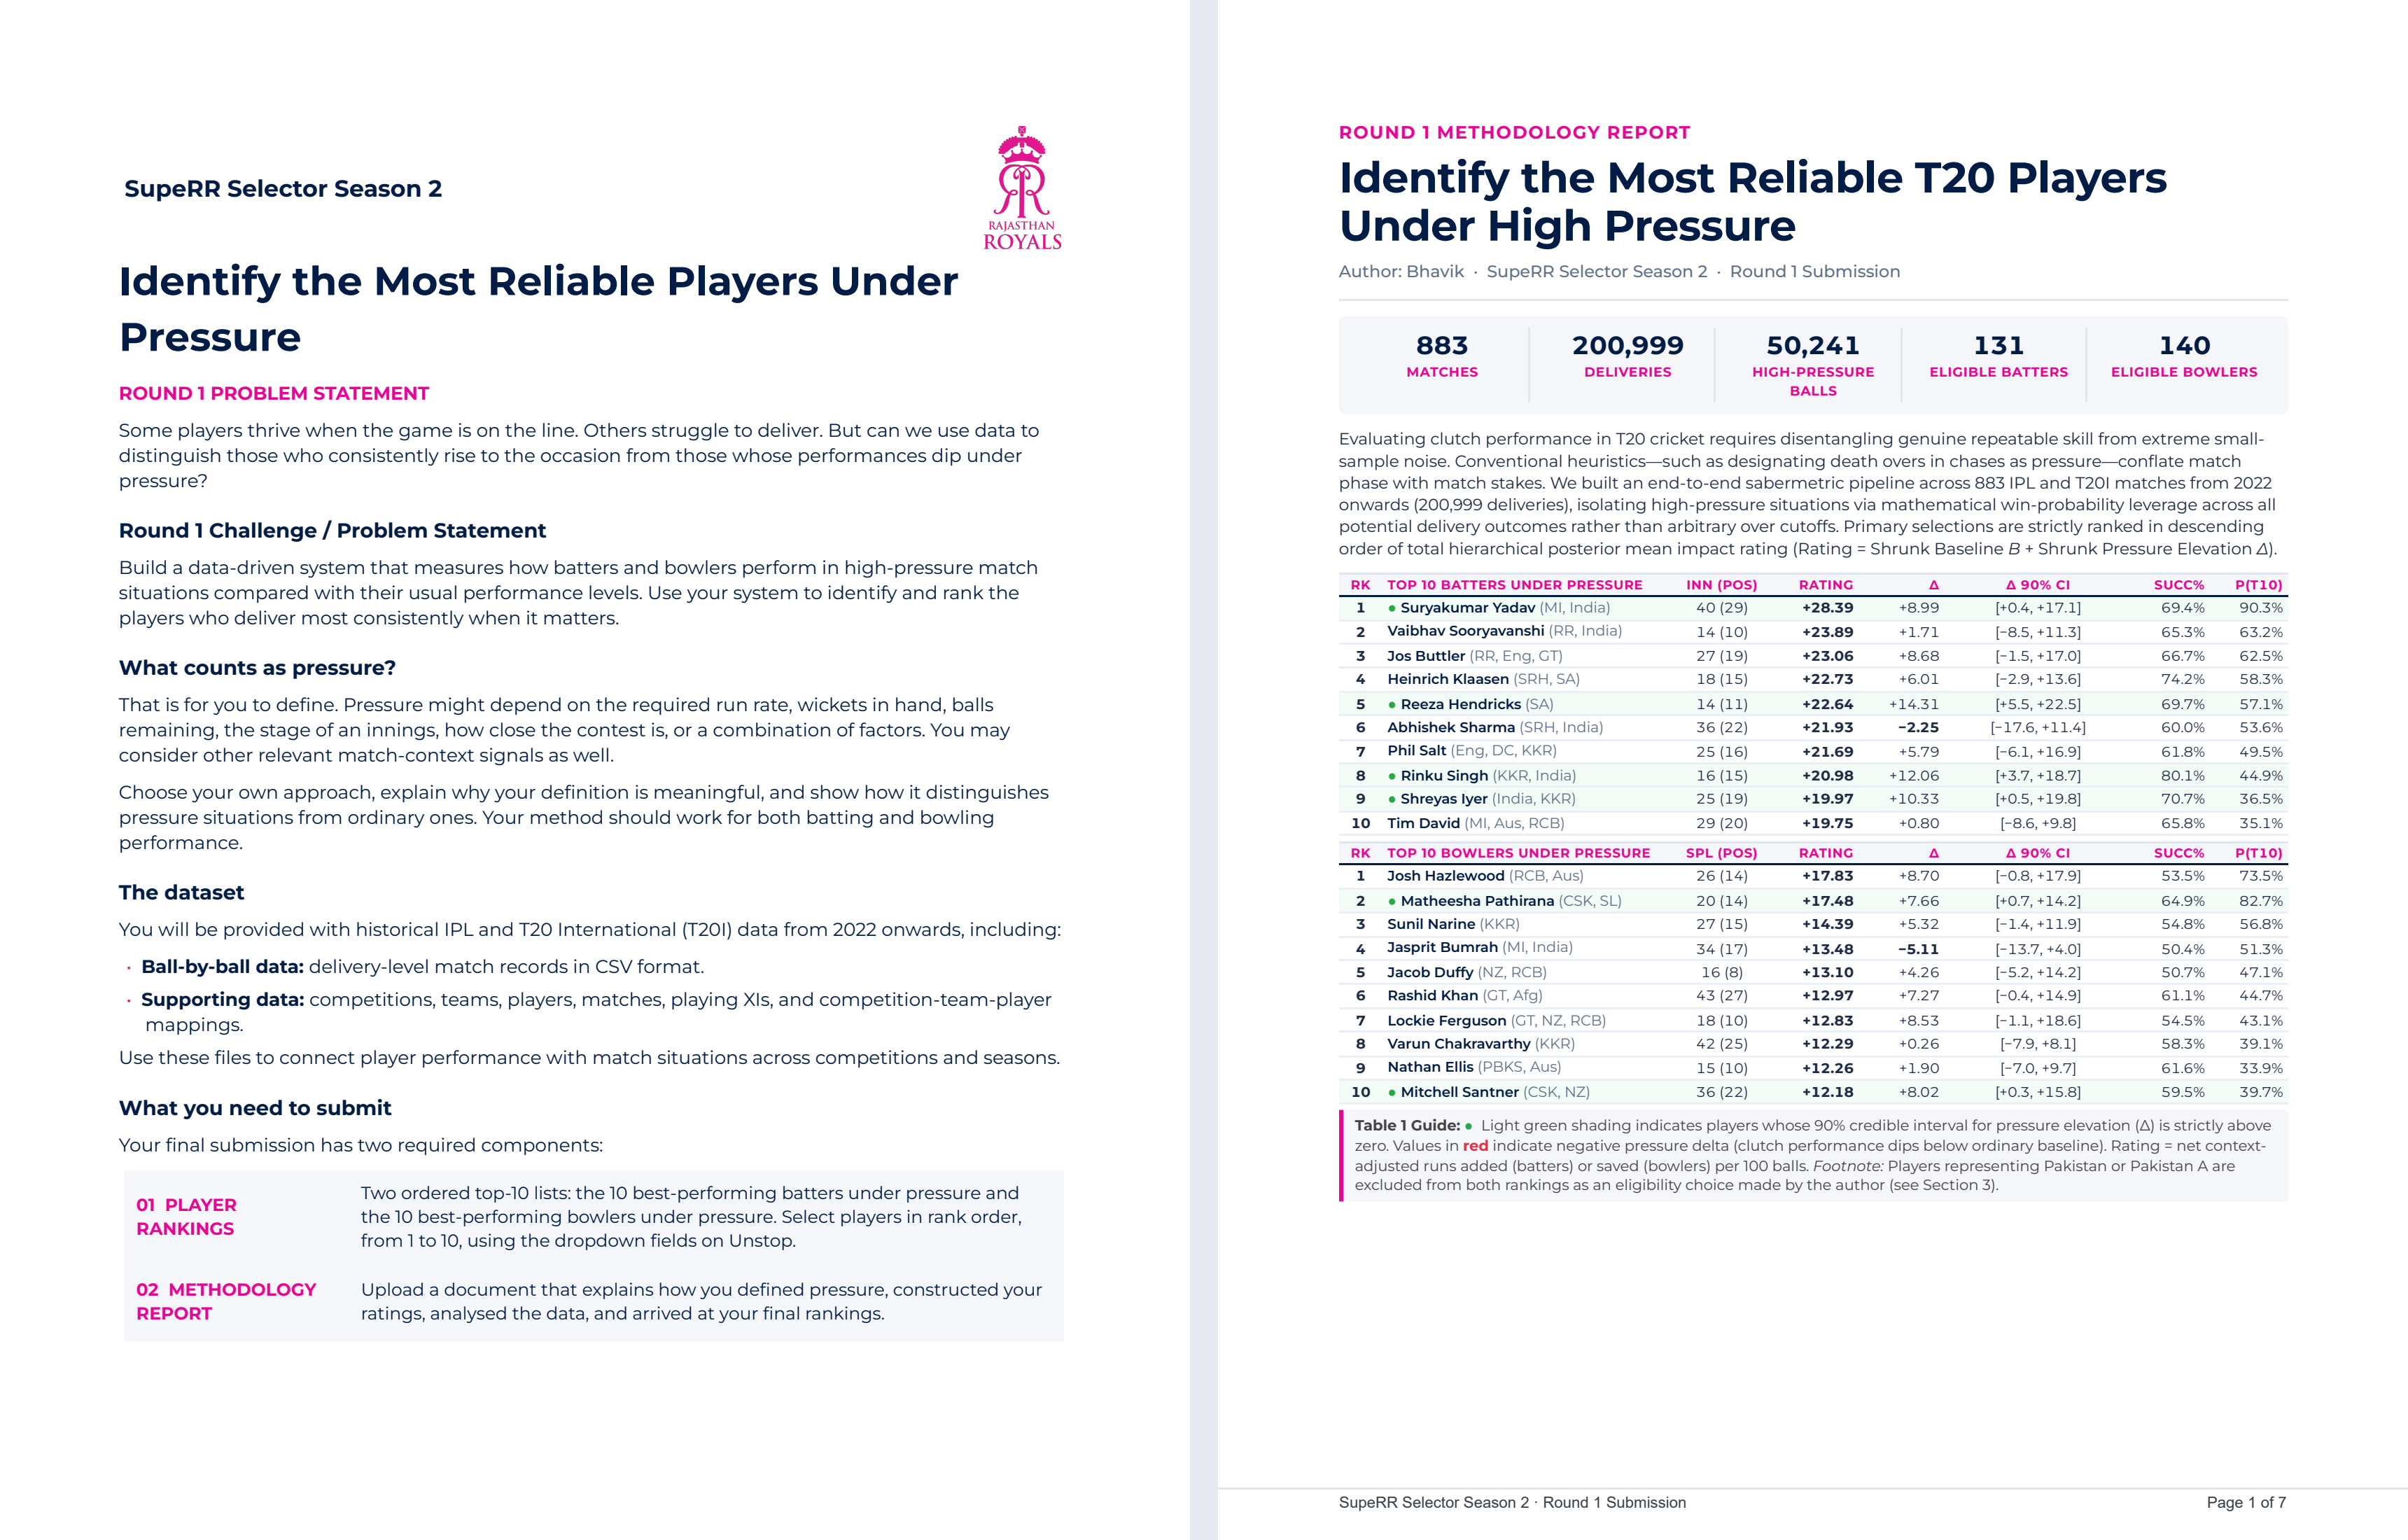 SupeRR Selector Season 2
RAJASTHAN
ROYALS
Identify the Most Reliable Players Under
Pressure
ROUND 1 PROBLEM STATEMENT
Some players thrive when the game is on the line. Others struggle to deliver. But can we use data to
distinguish those who consistently rise to the occasion from those whose performances dip under
pressure?
Round 1 Challenge / Problem Statement
Build a data-driven system that measures how batters and bowlers perform in high-pressure match
situations compared with their usual performance levels. Use your system to identify and rank the
players who deliver most consistently when it matters.
What counts as pressure?
That is for you to define. Pressure might depend on the required run rate, wickets in hand, balls
remaining, the stage of an innings, how close the contest is, or a combination of factors. You may
consider other relevant match-context signals as well.
Choose your own approach, explain why your definition is meaningful, and show how it distinguishes
pressure situations from ordinary ones. Your method should work for both batting and bowling
performance.
The dataset
You will be provided with historical IPL and T20 International (T20I) data from 2022 onwards, including:
· Ball-by-ball data: delivery-level match records in CSV format.
· Supporting data: competitions, teams, players, matches, playing XIs, and competition-team-player
mappings.
Use these files to connect player performance with match situations across competitions and seasons.
What you need to submit
Your final submission has two required components:
01 PLAYER
RANKINGS
Two ordered top-10 lists: the 10 best-performing batters under pressure and
the 10 best-performing bowlers under pressure. Select players in rank order,
from 1 to 10, using the dropdown fields on Unstop.
02 METHODOLOGY
REPORT
Upload a document that explains how you defined pressure, constructed your
ratings, analysed the data, and arrived at your final rankings.
ROUND 1 METHODOLOGY REPORT
Identify the Most Reliable T20 Players
Under High Pressure
Author: Bhavik · SupeRR Selector Season 2 · Round 1 Submission
883 200,999 50,241 131 140
MATCHES DELIVERIES HIGH-PRESSURE ELIGIBLE BATTERS ELIGIBLE BOWLERS
BALLS
Evaluating clutch performance in T20 cricket requires disentangling genuine repeatable skill from extreme small-
sample noise. Conventional heuristics—such as designating death overs in chases as pressure—conflate match
phase with match stakes. We built an end-to-end sabermetric pipeline across 883 IPL and T20I matches from 2022
onwards (200,999 deliveries), isolating high-pressure situations via mathematical win-probability leverage across all
potential delivery outcomes rather than arbitrary over cutoffs. Primary selections are strictly ranked in descending
order of total hierarchical posterior mean impact rating (Rating = Shrunk Baseline B + Shrunk Pressure Elevation Δ).
RK TOP 10 BATTERS UNDER PRESSURE INN (POS) RATING Δ Δ 90% CI SUCC% P(T10)
1 ● Suryakumar Yadav (MI, India) 40 (29) +28.39 +8.99 [+0.4, +17.1] 69.4% 90.3%
2 Vaibhav Sooryavanshi (RR, India) 14 (10) +23.89 +1.71 [−8.5, +11.3] 65.3% 63.2%
3 Jos Buttler (RR, Eng, GT) 27 (19) +23.06 +8.68 [−1.5, +17.0] 66.7% 62.5%
4 Heinrich Klaasen (SRH, SA) 18 (15) +22.73 +6.01 [−2.9, +13.6] 74.2% 58.3%
5 ● Reeza Hendricks (SA) 14 (11) +22.64 +14.31 [+5.5, +22.5] 69.7% 57.1%
6 Abhishek Sharma (SRH, India) 36 (22) +21.93 −2.25 [−17.6, +11.4] 60.0% 53.6%
7 Phil Salt (Eng, DC, KKR) 25 (16) +21.69 +5.79 [−6.1, +16.9] 61.8% 49.5%
8 ● Rinku Singh (KKR, India) 16 (15) +20.98 +12.06 [+3.7, +18.7] 80.1% 44.9%
9 ● Shreyas Iyer (India, KKR) 25 (19) +19.97 +10.33 [+0.5, +19.8] 70.7% 36.5%
10 Tim David (MI, Aus, RCB) 29 (20) +19.75 +0.80 [−8.6, +9.8] 65.8% 35.1%
RK TOP 10 BOWLERS UNDER PRESSURE SPL (POS) RATING Δ Δ 90% CI SUCC% P(T10)
1 Josh Hazlewood (RCB, Aus) 26 (14) +17.83 +8.70 [−0.8, +17.9] 53.5% 73.5%
2 ● Matheesha Pathirana (CSK, SL) 20 (14) +17.48 +7.66 [+0.7, +14.2] 64.9% 82.7%
3 Sunil Narine (KKR) 27 (15) +14.39 +5.32 [−1.4, +11.9] 54.8% 56.8%
4 Jasprit Bumrah (MI, India) 34 (17) +13.48 −5.11 [−13.7, +4.0] 50.4% 51.3%
5 Jacob Duffy (NZ, RCB) 16 (8) +13.10 +4.26 [−5.2, +14.2] 50.7% 47.1%
6 Rashid Khan (GT, Afg) 43 (27) +12.97 +7.27 [−0.4, +14.9] 61.1% 44.7%
7 Lockie Ferguson (GT, NZ, RCB) 18 (10) +12.83 +8.53 [−1.1, +18.6] 54.5% 43.1%
8 Varun Chakravarthy (KKR) 42 (25) +12.29 +0.26 [−7.9, +8.1] 58.3% 39.1%
9 Nathan Ellis (PBKS, Aus) 15 (10) +12.26 +1.90 [−7.0, +9.7] 61.6% 33.9%
10 ● Mitchell Santner (CSK, NZ) 36 (22) +12.18 +8.02 [+0.3, +15.8] 59.5% 39.7%
Table 1 Guide: ● Light green shading indicates players whose 90% credible interval for pressure elevation (Δ) is strictly above
zero. Values in red indicate negative pressure delta (clutch performance dips below ordinary baseline). Rating = net context-
adjusted runs added (batters) or saved (bowlers) per 100 balls. Footnote: Players representing Pakistan or Pakistan A are
excluded from both rankings as an eligibility choice made by the author (see Section 3).
SupeRR Selector Season 2 · Round 1 Submission Page 1 of 7